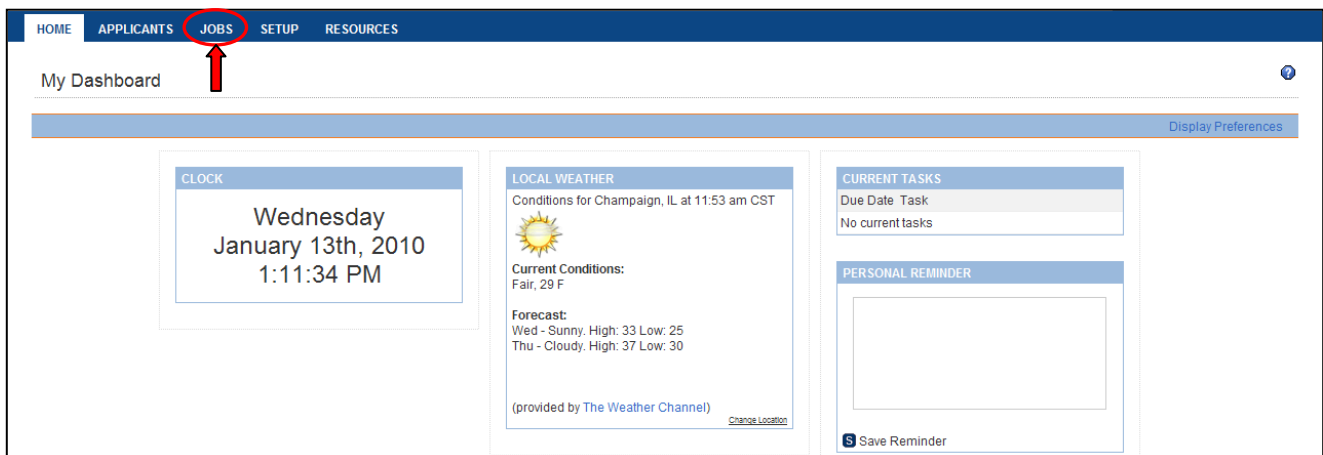 HOME APPLICANTS JOBS SETUP RESOURCES
My Dashboard
?
Display Preferences
CLOCK
Wednesday
January 13th, 2010
1:11:34 PM
LOCAL WEATHER
Conditions for Champaign, IL at 11:53 am CST
Current Conditions:
Fair, 29 F
Forecast:
Wed - Sunny. High: 33 Low: 25
Thu - Cloudy. High: 37 Low: 30
(provided by The Weather Channel)
Change Location
CURRENT TASKS
Due Date Task
No current tasks
PERSONAL REMINDER
S Save Reminder